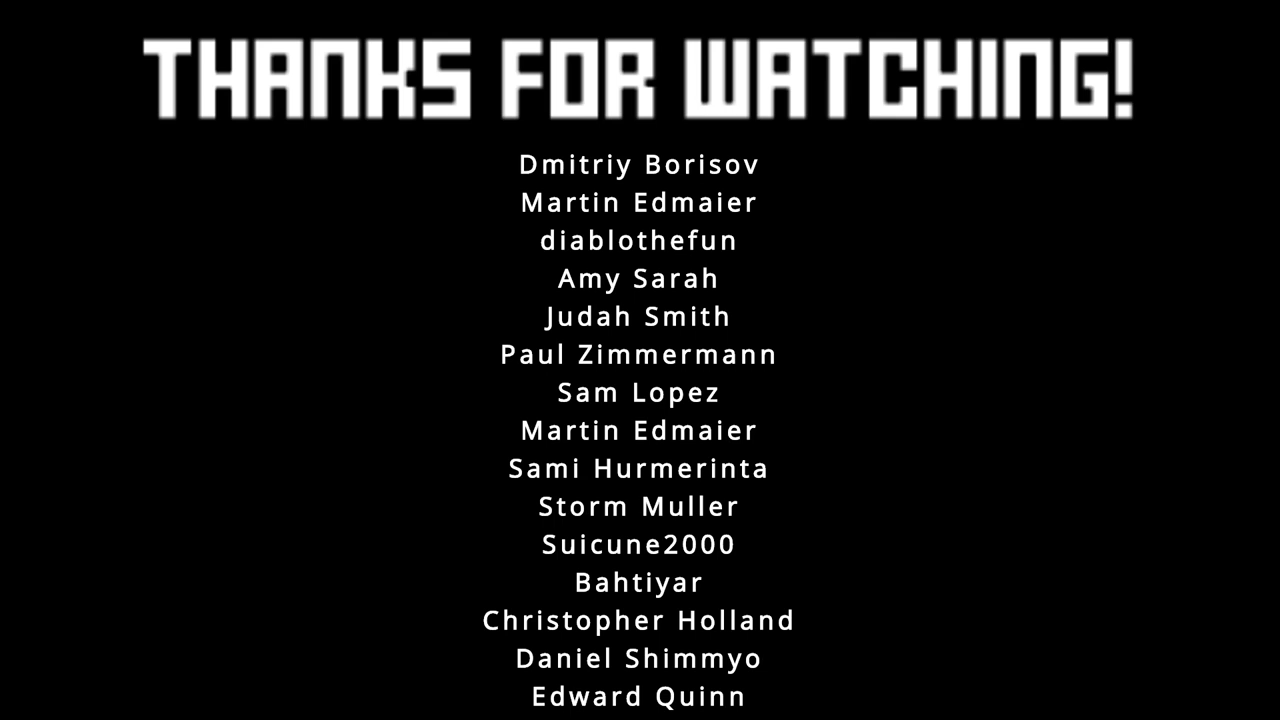 THANKS FOR WATCHING!
Dmitriy Borisov
Martin Edmaier
diablothefun
Amy Sarah
Judah Smith
Paul Zimmermann
Sam Lopez
Martin Edmaier
Sami Hurmerinta
Storm Muller
Suicune2000
Bahtiyar
Christopher Holland
Daniel Shimmyo
Edward Quinn